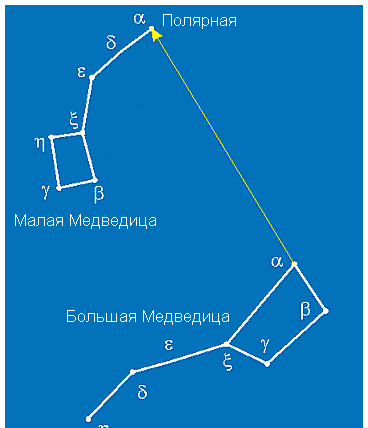 α Полярная
δ
ε
ξ
η
γ β
Малая Медведица
α
β
Большая Медведица
ε ξ γ
δ
η